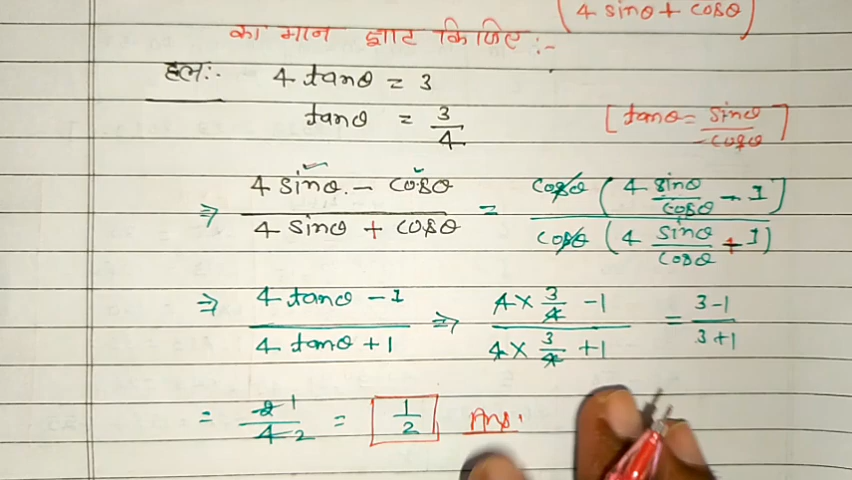 (4 sinθ + cosθ)
का मान ज्ञाट किजिए:-
हल:- 4 tanθ = 3
tanθ = 3/4 [tanθ = sinθ/cosθ]
⇒ (4 sinθ - cosθ)/(4 sinθ + cosθ) = cosθ (4 sinθ/cosθ - 1)/cosθ (4 sinθ/cosθ + 1)
⇒ (4 tanθ - 1)/(4 tanθ + 1) ⇒ (4 × 3/4 - 1)/(4 × 3/4 + 1) = (3-1)/(3+1)
= 2 1/4 2 = 1/2 Ans.